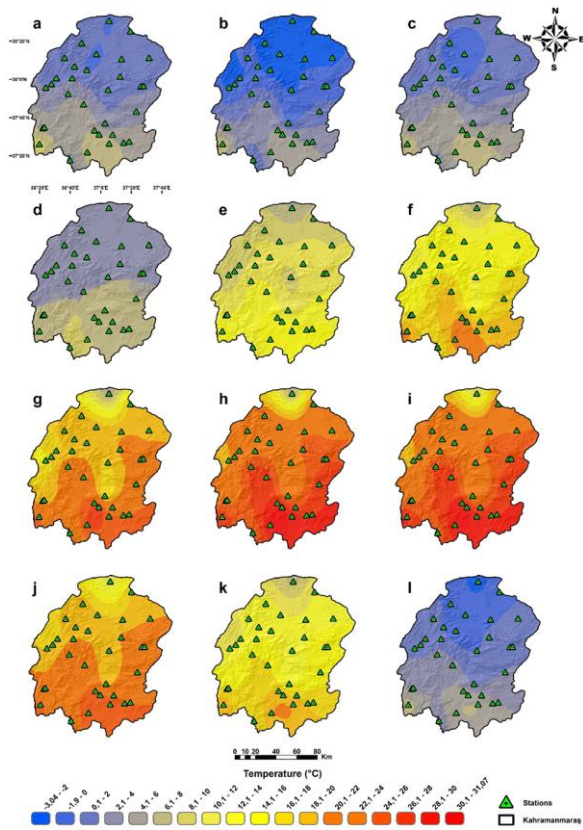 a
b
c
N
W E
S
38°20'N
38°0'N
37°40'N
37°20'N
36°20'E 36°40'E 37°0'E 37°20'E 37°40'E
d
e
f
g
h
i
j
k
l
0 10 20 40 60 80
Km
Temperature (°C)
-3,04 - -2
-1,9 - 0
0,1 - 2
2,1 - 4
4,1 - 6
6,1 - 8
8,1 - 10
10,1 - 12
12,1 - 14
14,1 - 16
16,1 - 18
18,1 - 20
20,1 - 22
22,1 - 24
24,1 - 26
26,1 - 28
28,1 - 30
30,1 - 31,07
Stations
Kahramanmaraş